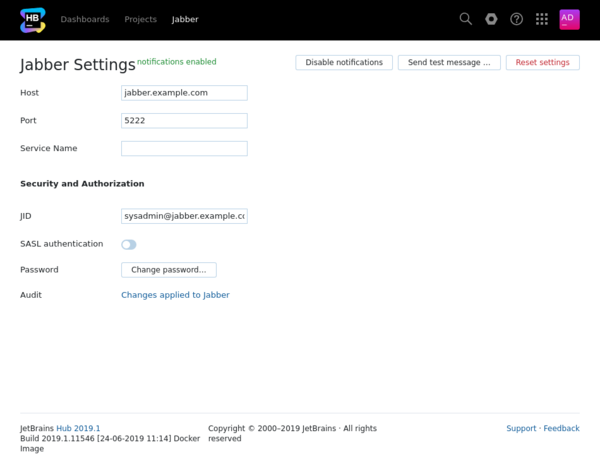 HB Dashboards Projects Jabber AD
Jabber Settings notifications enabled Disable notifications Send test message ... Reset settings
Host jabber.example.com
Port 5222
Service Name
Security and Authorization
JID sysadmin@jabber.example.co
SASL authentication
Password Change password...
Audit Changes applied to Jabber
JetBrains Hub 2019.1 Copyright © 2000–2019 JetBrains · All rights Support · Feedback
Build 2019.1.11546 [24-06-2019 11:14] Docker reserved
Image